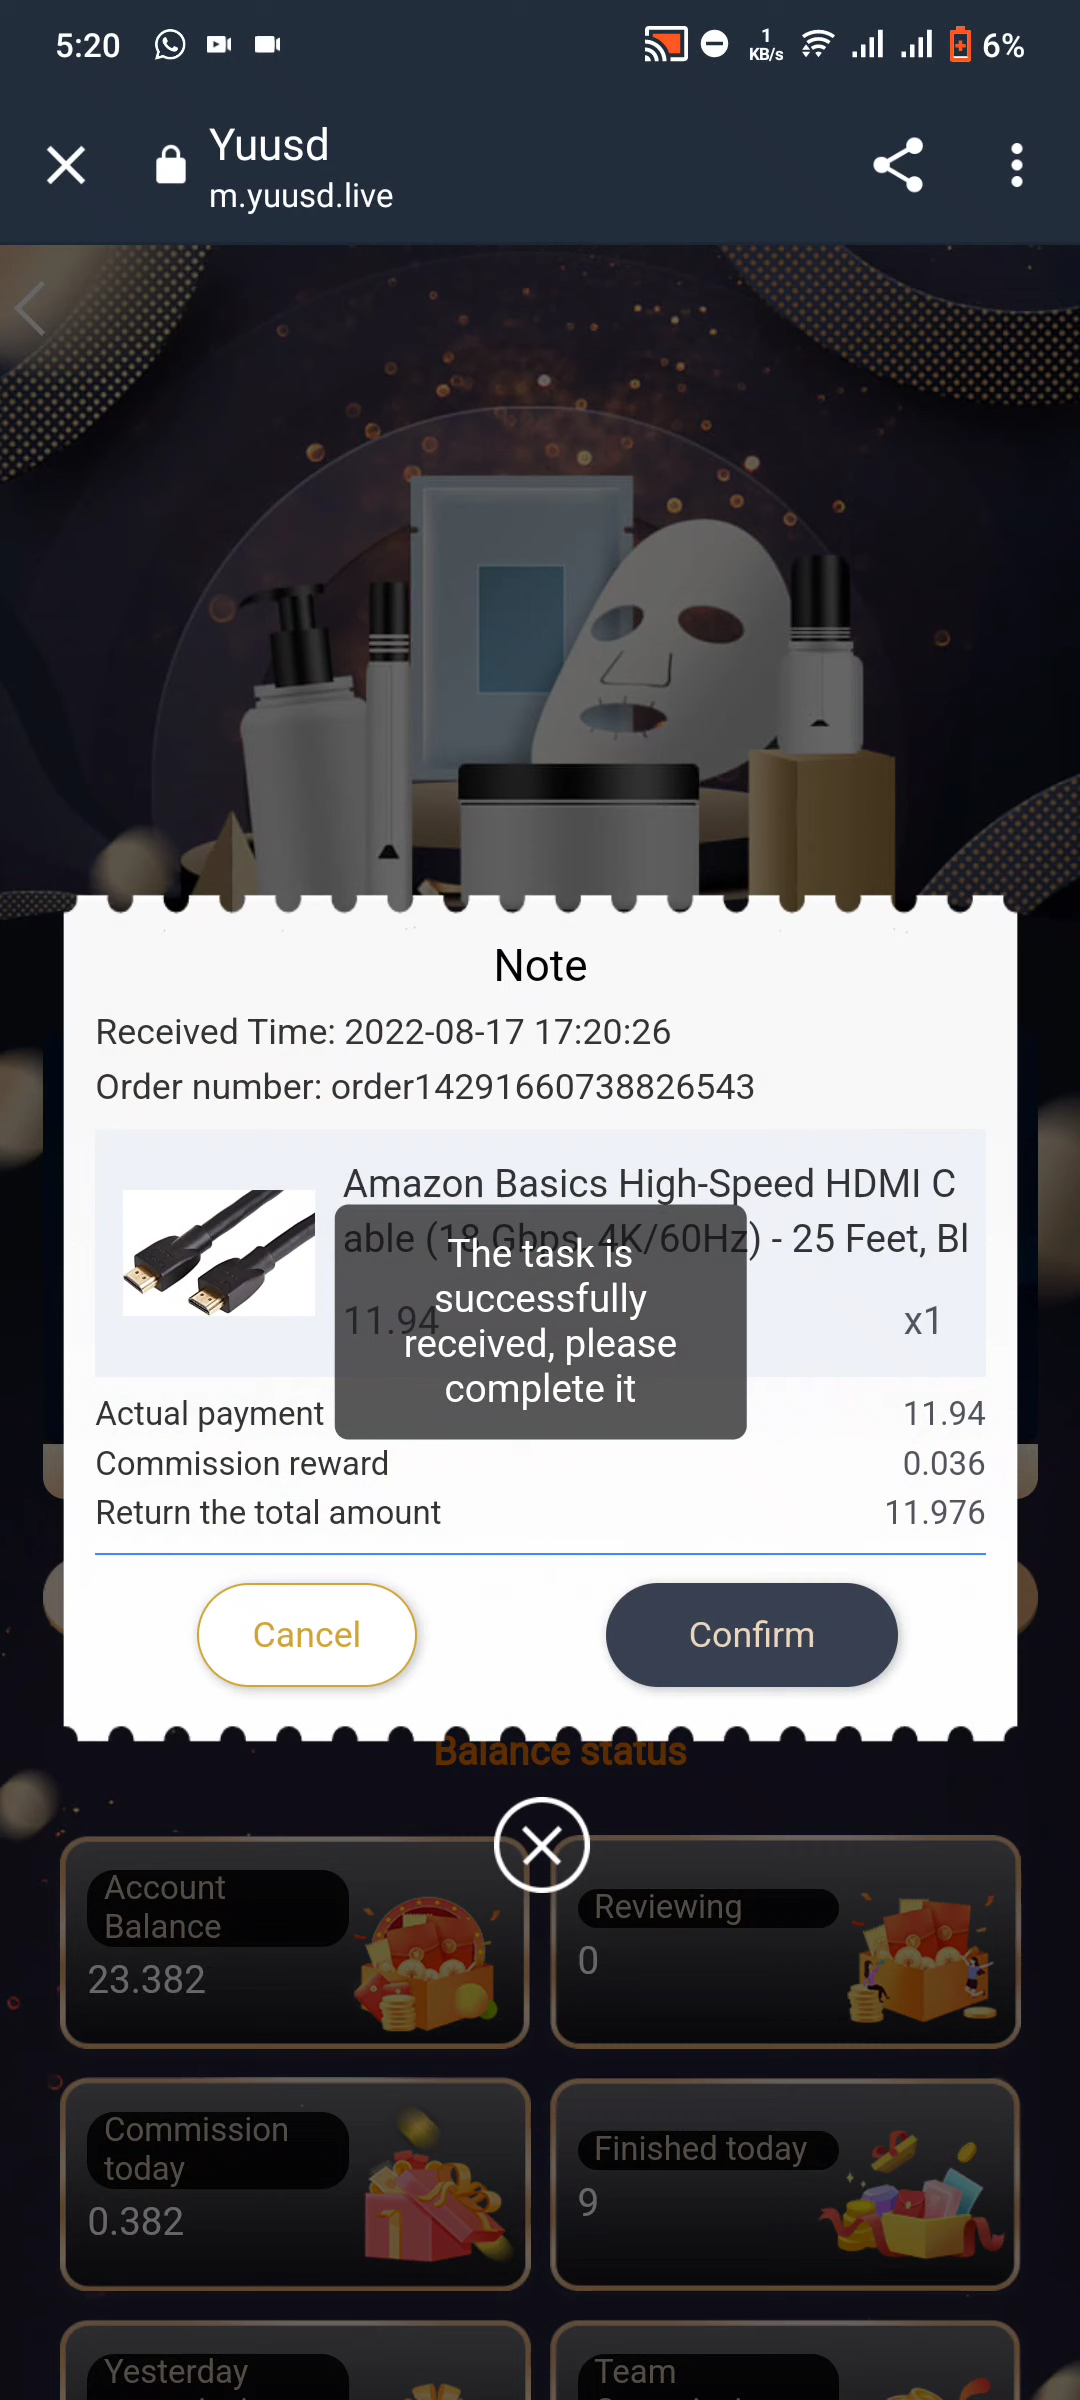 5:20
1
KB/s
6%
Yuusd
m.yuusd.live
Note
Received Time: 2022-08-17 17:20:26
Order number: order14291660738826543
Amazon Basics High-Speed HDMI C
able (18 Gbps, 4K/60Hz) - 25 Feet, Bl
11.94
x1
The task is
successfully
received, please
complete it
Actual payment 11.94
Commission reward 0.036
Return the total amount 11.976
Cancel
Confirm
Balance status
Account
Balance
23.382
Reviewing
0
Commission
today
0.382
Finished today
9
Yesterday
Team